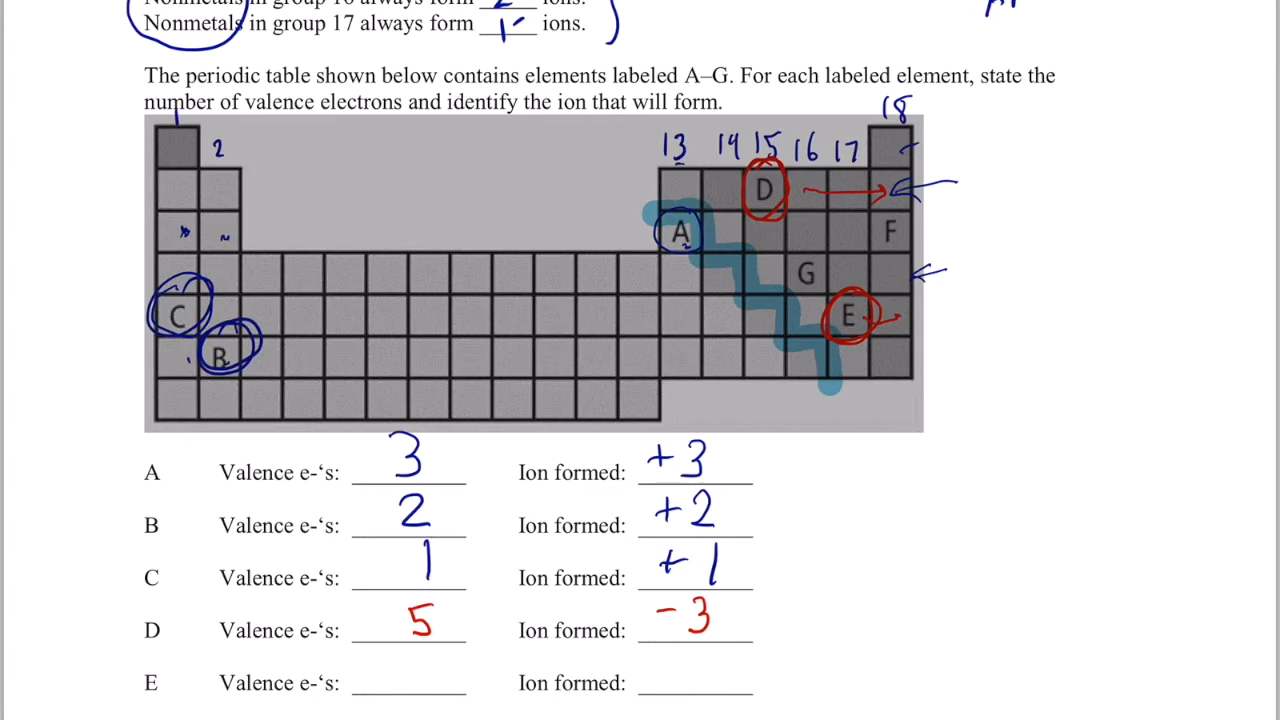 Nonmetals in group 16 always form 2- ions.
Nonmetals in group 17 always form 1- ions.
The periodic table shown below contains elements labeled A–G. For each labeled element, state the
number of valence electrons and identify the ion that will form.
1 18
2 13 14 15 16 17
D
A F
G
C E
B
A Valence e-‘s: 3 Ion formed: +3
B Valence e-‘s: 2 Ion formed: +2
C Valence e-‘s: 1 Ion formed: +1
D Valence e-‘s: 5 Ion formed: -3
E Valence e-‘s: Ion formed: